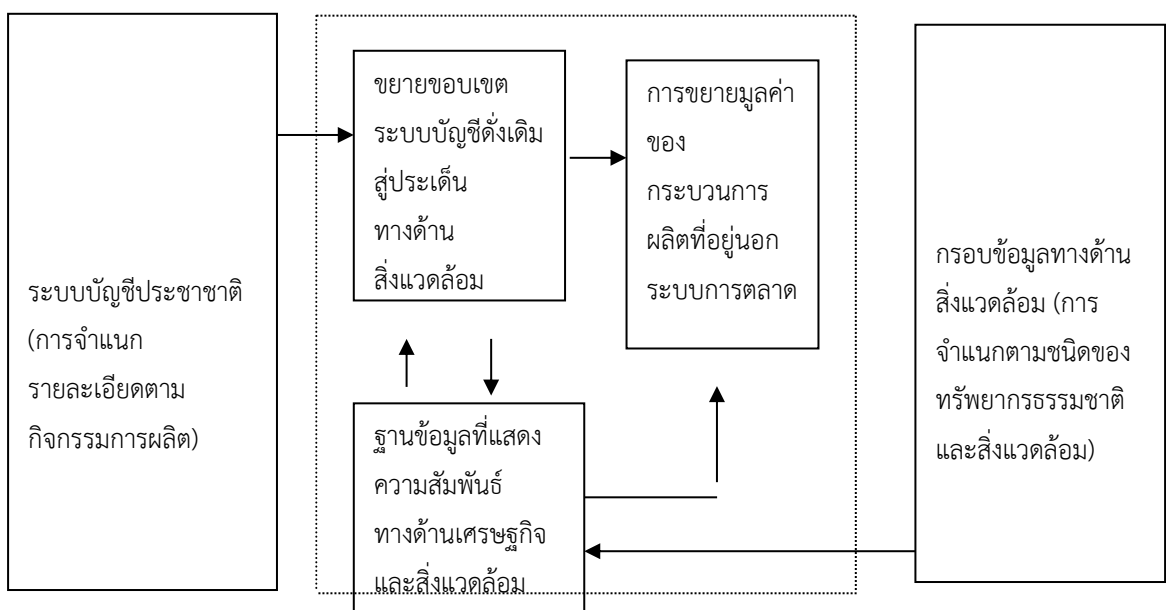 ระบบบัญชีประชาชาติ
(การจำแนก
รายละเอียดตาม
กิจกรรมการผลิต)
ขยายขอบเขต
ระบบบัญชีดั่งเดิม
สู่ประเด็น
ทางด้าน
สิ่งแวดล้อม
การขยายมูลค่า
ของ
กระบวนการ
ผลิตที่อยู่นอก
ระบบการตลาด
ฐานข้อมูลที่แสดง
ความสัมพันธ์
ทางด้านเศรษฐกิจ
และสิ่งแวดล้อม
กรอบข้อมูลทางด้าน
สิ่งแวดล้อม (การ
จำแนกตามชนิดของ
ทรัพยากรธรรมชาติ
และสิ่งแวดล้อม)